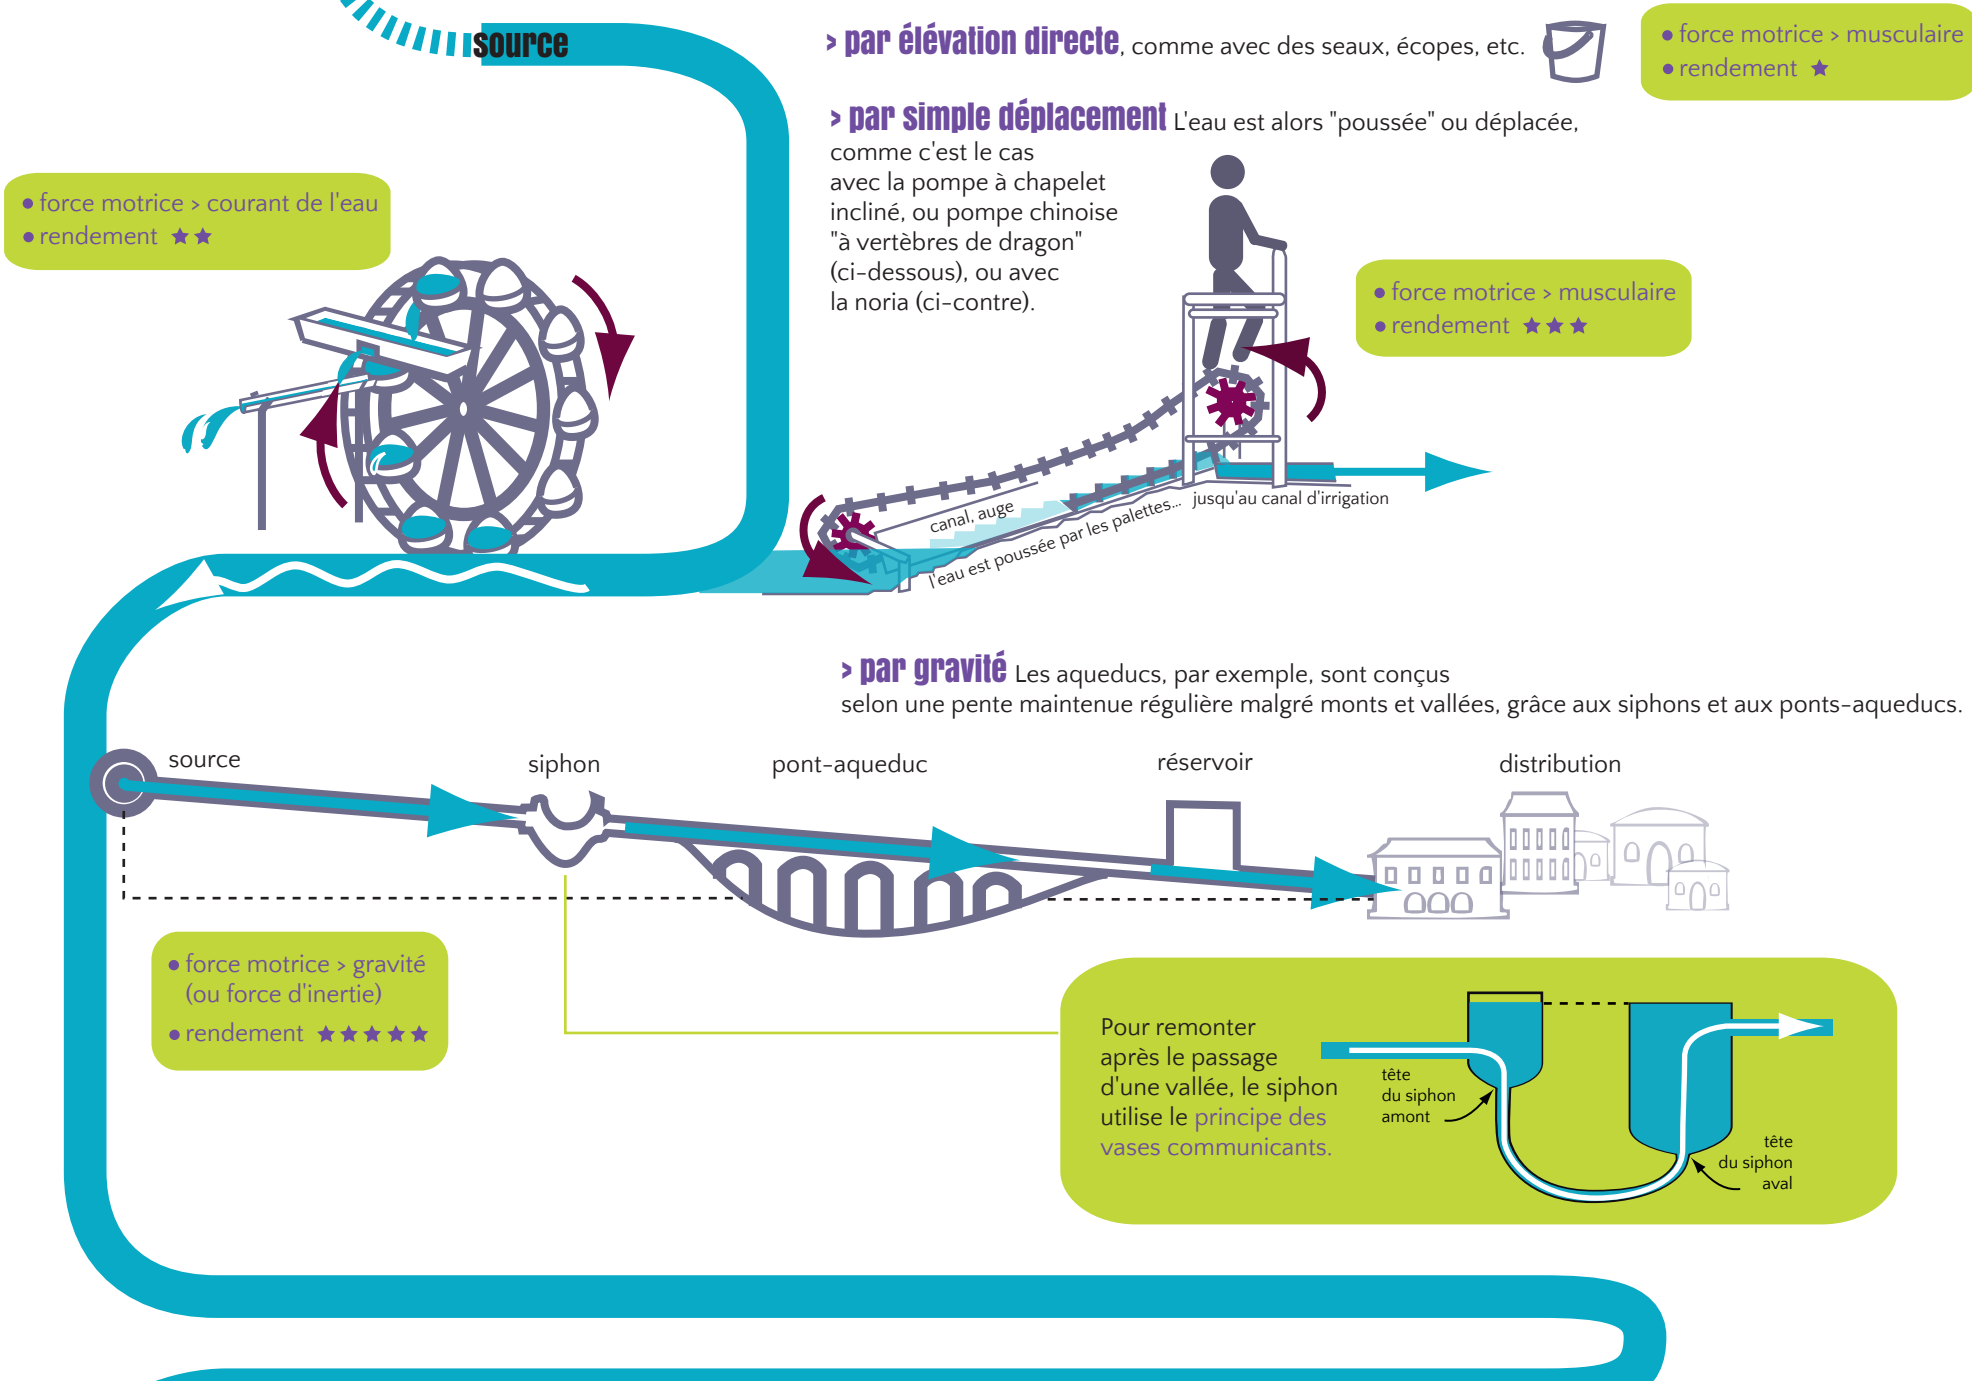 source
> par élévation directe, comme avec des seaux, écopes, etc.
• force motrice > musculaire
• rendement ★
> par simple déplacement L'eau est alors "poussée" ou déplacée,
comme c'est le cas
avec la pompe à chapelet
incliné, ou pompe chinoise
"à vertèbres de dragon"
(ci-dessous), ou avec
la noria (ci-contre).
• force motrice > courant de l'eau
• rendement ★★
• force motrice > musculaire
• rendement ★★★
canal, auge
l'eau est poussée par les palettes...
jusqu'au canal d'irrigation
> par gravité Les aqueducs, par exemple, sont conçus
selon une pente maintenue régulière malgré monts et vallées, grâce aux siphons et aux ponts-aqueducs.
source
siphon
pont-aqueduc
réservoir
distribution
• force motrice > gravité
(ou force d'inertie)
• rendement ★★★★★
Pour remonter
après le passage
d'une vallée, le siphon
utilise le principe des
vases communicants.
tête
du siphon
amont
tête
du siphon
aval